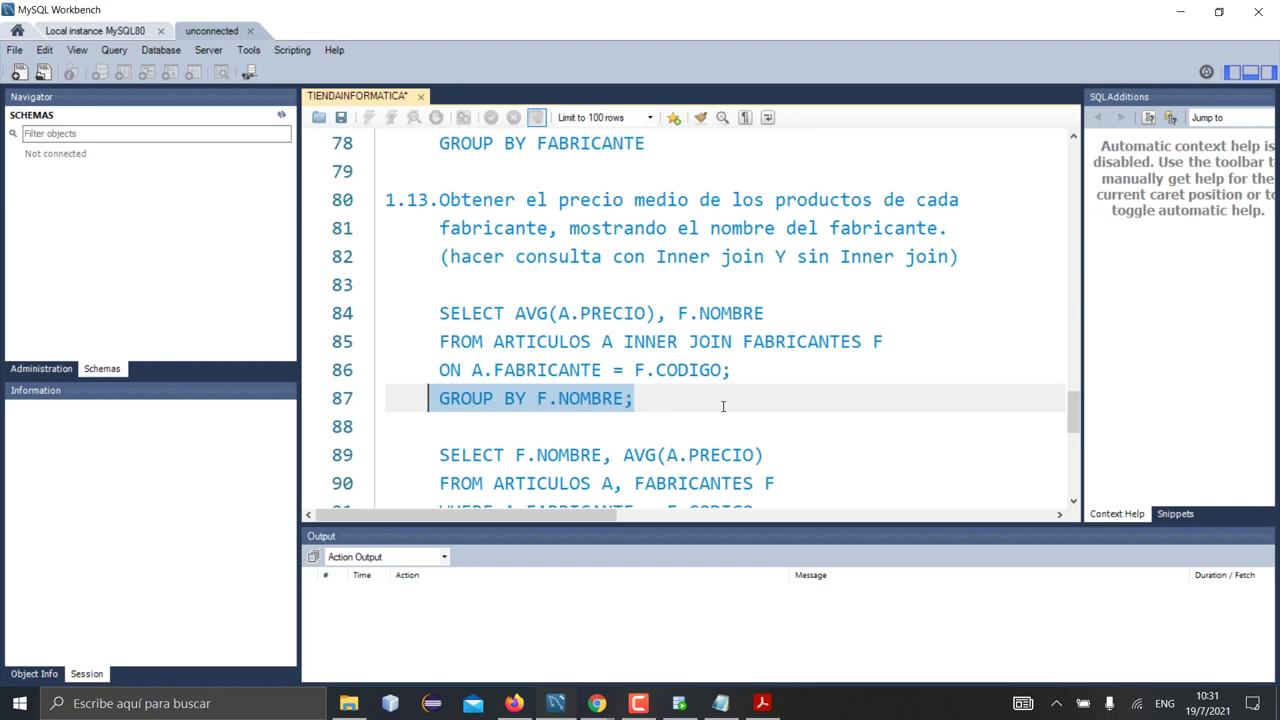 MySQL Workbench
Local instance MySQL80
unconnected
File Edit View Query Database Server Tools Scripting Help
Navigator
SCHEMAS
Filter objects
Not connected
Administration Schemas
Information
Object Info Session
TIENDAINFORMATICA*
Limit to 100 rows
78 GROUP BY FABRICANTE
79
80 1.13.Obtener el precio medio de los productos de cada
81 fabricante, mostrando el nombre del fabricante.
82 (hacer consulta con Inner join Y sin Inner join)
83
84 SELECT AVG(A.PRECIO), F.NOMBRE
85 FROM ARTICULOS A INNER JOIN FABRICANTES F
86 ON A.FABRICANTE = F.CODIGO;
87 GROUP BY F.NOMBRE;
88
89 SELECT F.NOMBRE, AVG(A.PRECIO)
90 FROM ARTICULOS A, FABRICANTES F
Output
Action Output
# Time Action Message Duration / Fetch
SQLAdditions
Jump to
Automatic context help is
disabled. Use the toolbar t
manually get help for the
current caret position or to
toggle automatic help.
Context Help Snippets
Escribe aquí para buscar
ENG
10:31
19/7/2021